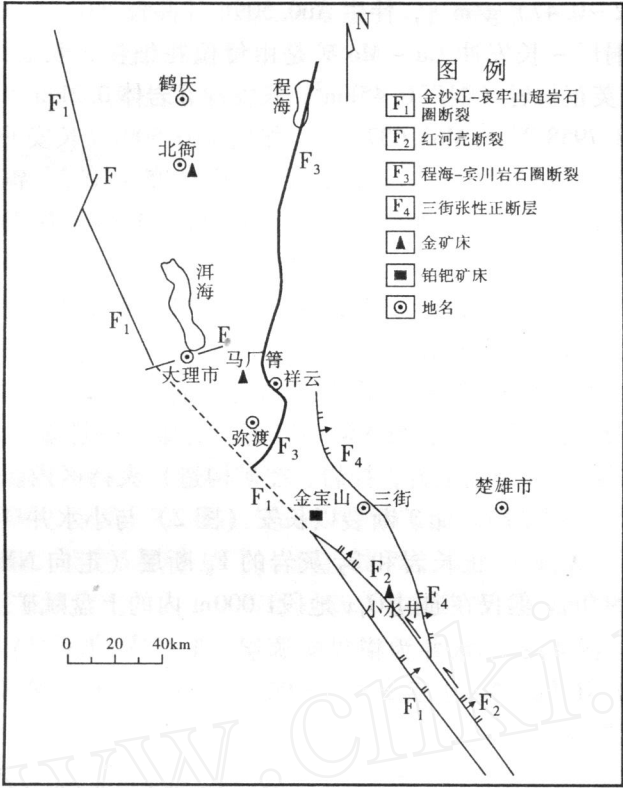 N
图 例
F1 金沙江-哀牢山超岩石
圈断裂
F2 红河壳断裂
F3 程海-宾川岩石圈断裂
F4 三街张性正断层
金矿床
铂钯矿床
地名
鹤庆
程
海
F1
北衙
F3
F
洱
海
F1
F
马厂箐
大理市
祥云
弥渡
F3
F4
F1
金宝山
三街
楚雄市
F2
小水井
F4
0 20 40km
F1
F2
www.cnki.